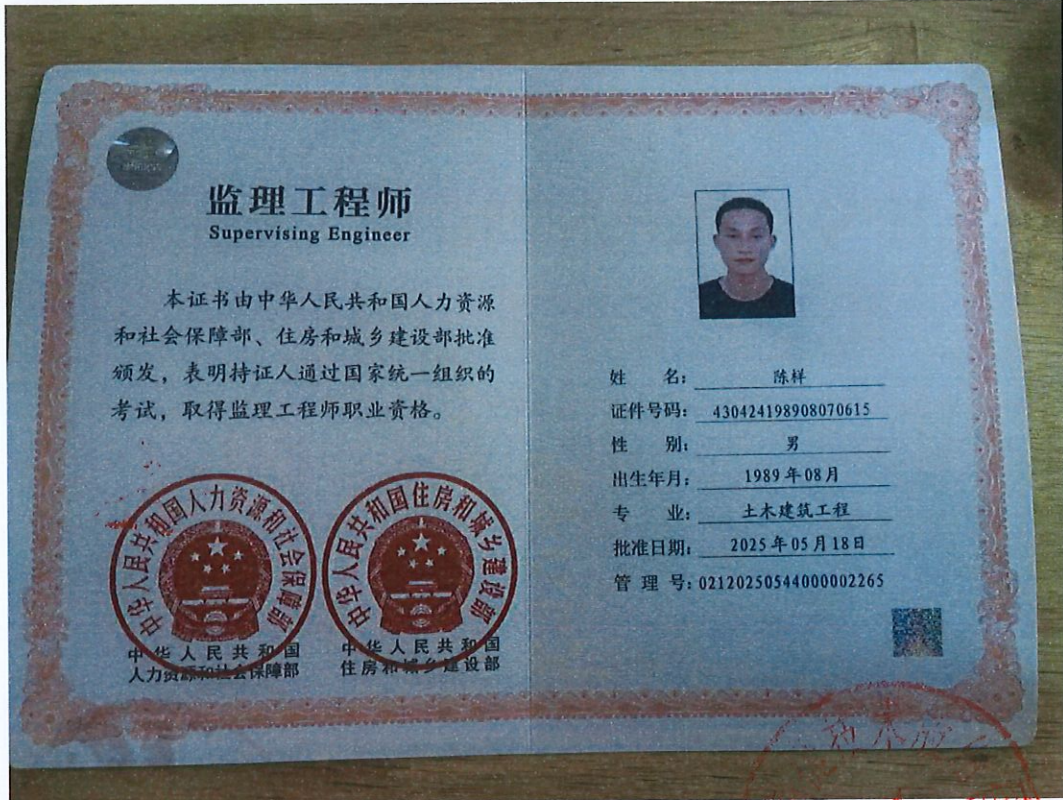 监理工程师
Supervising Engineer
本证书由中华人民共和国人力资源
和社会保障部、住房和城乡建设部批准
颁发，表明持证人通过国家统一组织的
考试，取得监理工程师职业资格。
中华人民共和国人力资源和社会保障部
中华人民共和国住房和城乡建设部
中华人民共和国
人力资源和社会保障部
中华人民共和国
住房和城乡建设部
姓 名： 陈样
证件号码： 430424198908070615
性 别： 男
出生年月： 1989年08月
专 业： 土木建筑工程
批准日期： 2025年05月18日
管 理 号：02120250544000002265